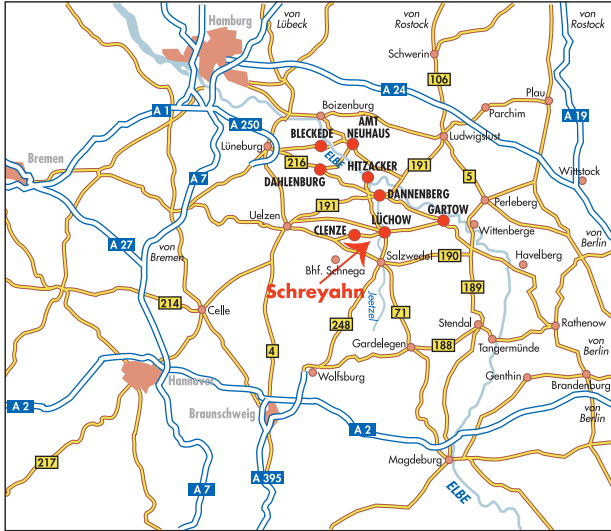 von
Lübeck
von
Rostock
von
Rostock
Hamburg
Schwerin
106
A 24
Plau
A 1
Boizenburg
Parchim
A 19
A 250
AMT
NEUHAUS
BLECKEDE
Ludwigslust
Lüneburg
ELBE
Bremen
216
HITZACKER
191
5
Wittstock
A 7
DAHLENBURG
DANNENBERG
191
Perleberg
GARTOW
Uelzen
LÜCHOW
Wittenberge
von
Berlin
CLENZE
A 27
von
Bremen
Salzwedel
190
Havelberg
Bhf. Schnega
Schreyahn
Jeetzel
189
214
Celle
71
248
Stendal
Rathenow
4
Gardelegen
188
Tangermünde
von
Berlin
Hannover
Wolfsburg
Genthin
Brandenburg
A 2
Braunschweig
A 2
von
Berlin
217
Magdeburg
A 395
A 7
ELBE